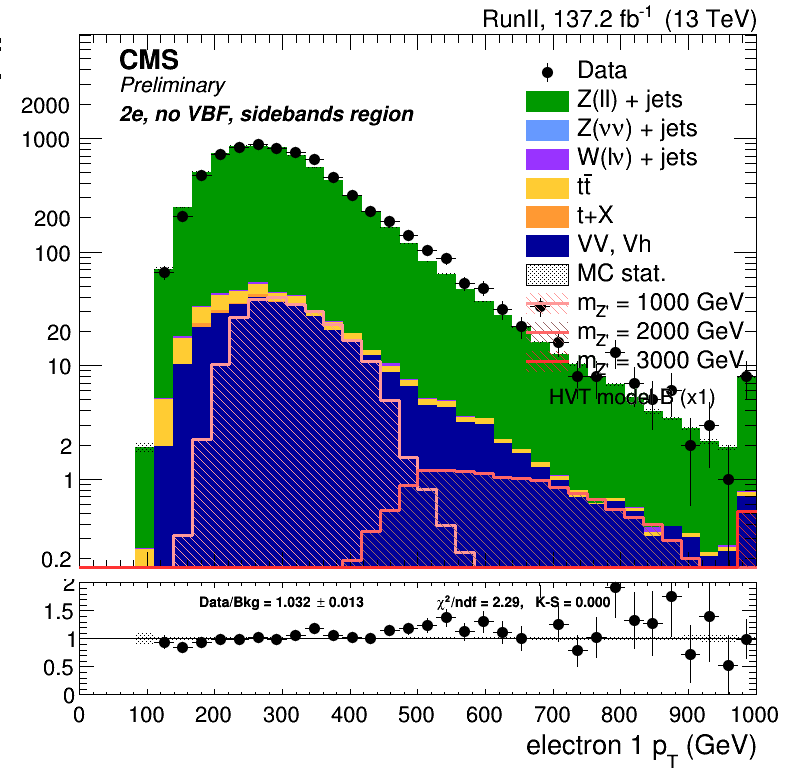 RunII, 137.2 fb⁻¹ (13 TeV)
CMS
Preliminary
2e, no VBF, sidebands region
Data
Z(ll) + jets
Z(νν) + jets
W(lν) + jets
tt̄
t+X
VV, Vh
MC stat.
m_Z' = 1000 GeV
m_Z' = 2000 GeV
m_Z' = 3000 GeV
HVT model B (x1)
2000
1000
200
100
20
10
2
1
0.2
Data/Bkg = 1.032 ± 0.013
χ²/ndf = 2.29, K-S = 0.000
2
1.5
1
0.5
0
0 100 200 300 400 500 600 700 800 900 1000
electron 1 p_T (GeV)